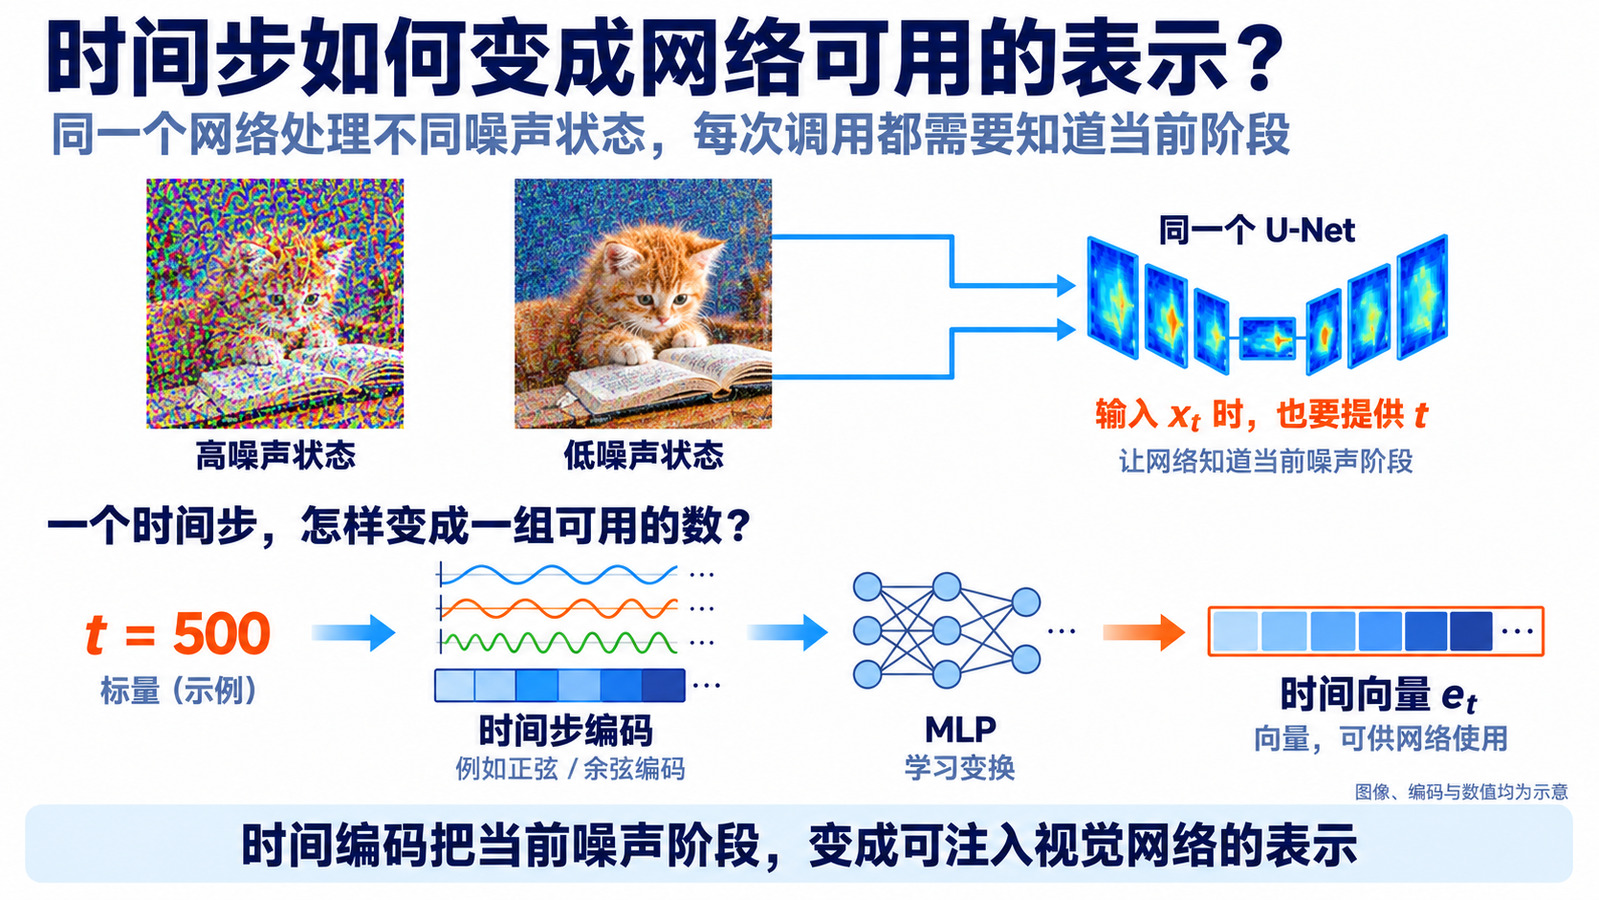 时间步如何变成网络可用的表示？
同一个网络处理不同噪声状态，每次调用都需要知道当前阶段
同一个 U-Net
输入 xₜ 时，也要提供 t
让网络知道当前噪声阶段
高噪声状态
低噪声状态
一个时间步，怎样变成一组可用的数？
t = 500
标量（示例）
...
...
...
...
时间步编码
例如正弦 / 余弦编码
...
MLP
学习变换
...
时间向量 eₜ
向量，可供网络使用
图像、编码与数值均为示意
时间编码把当前噪声阶段，变成可注入视觉网络的表示